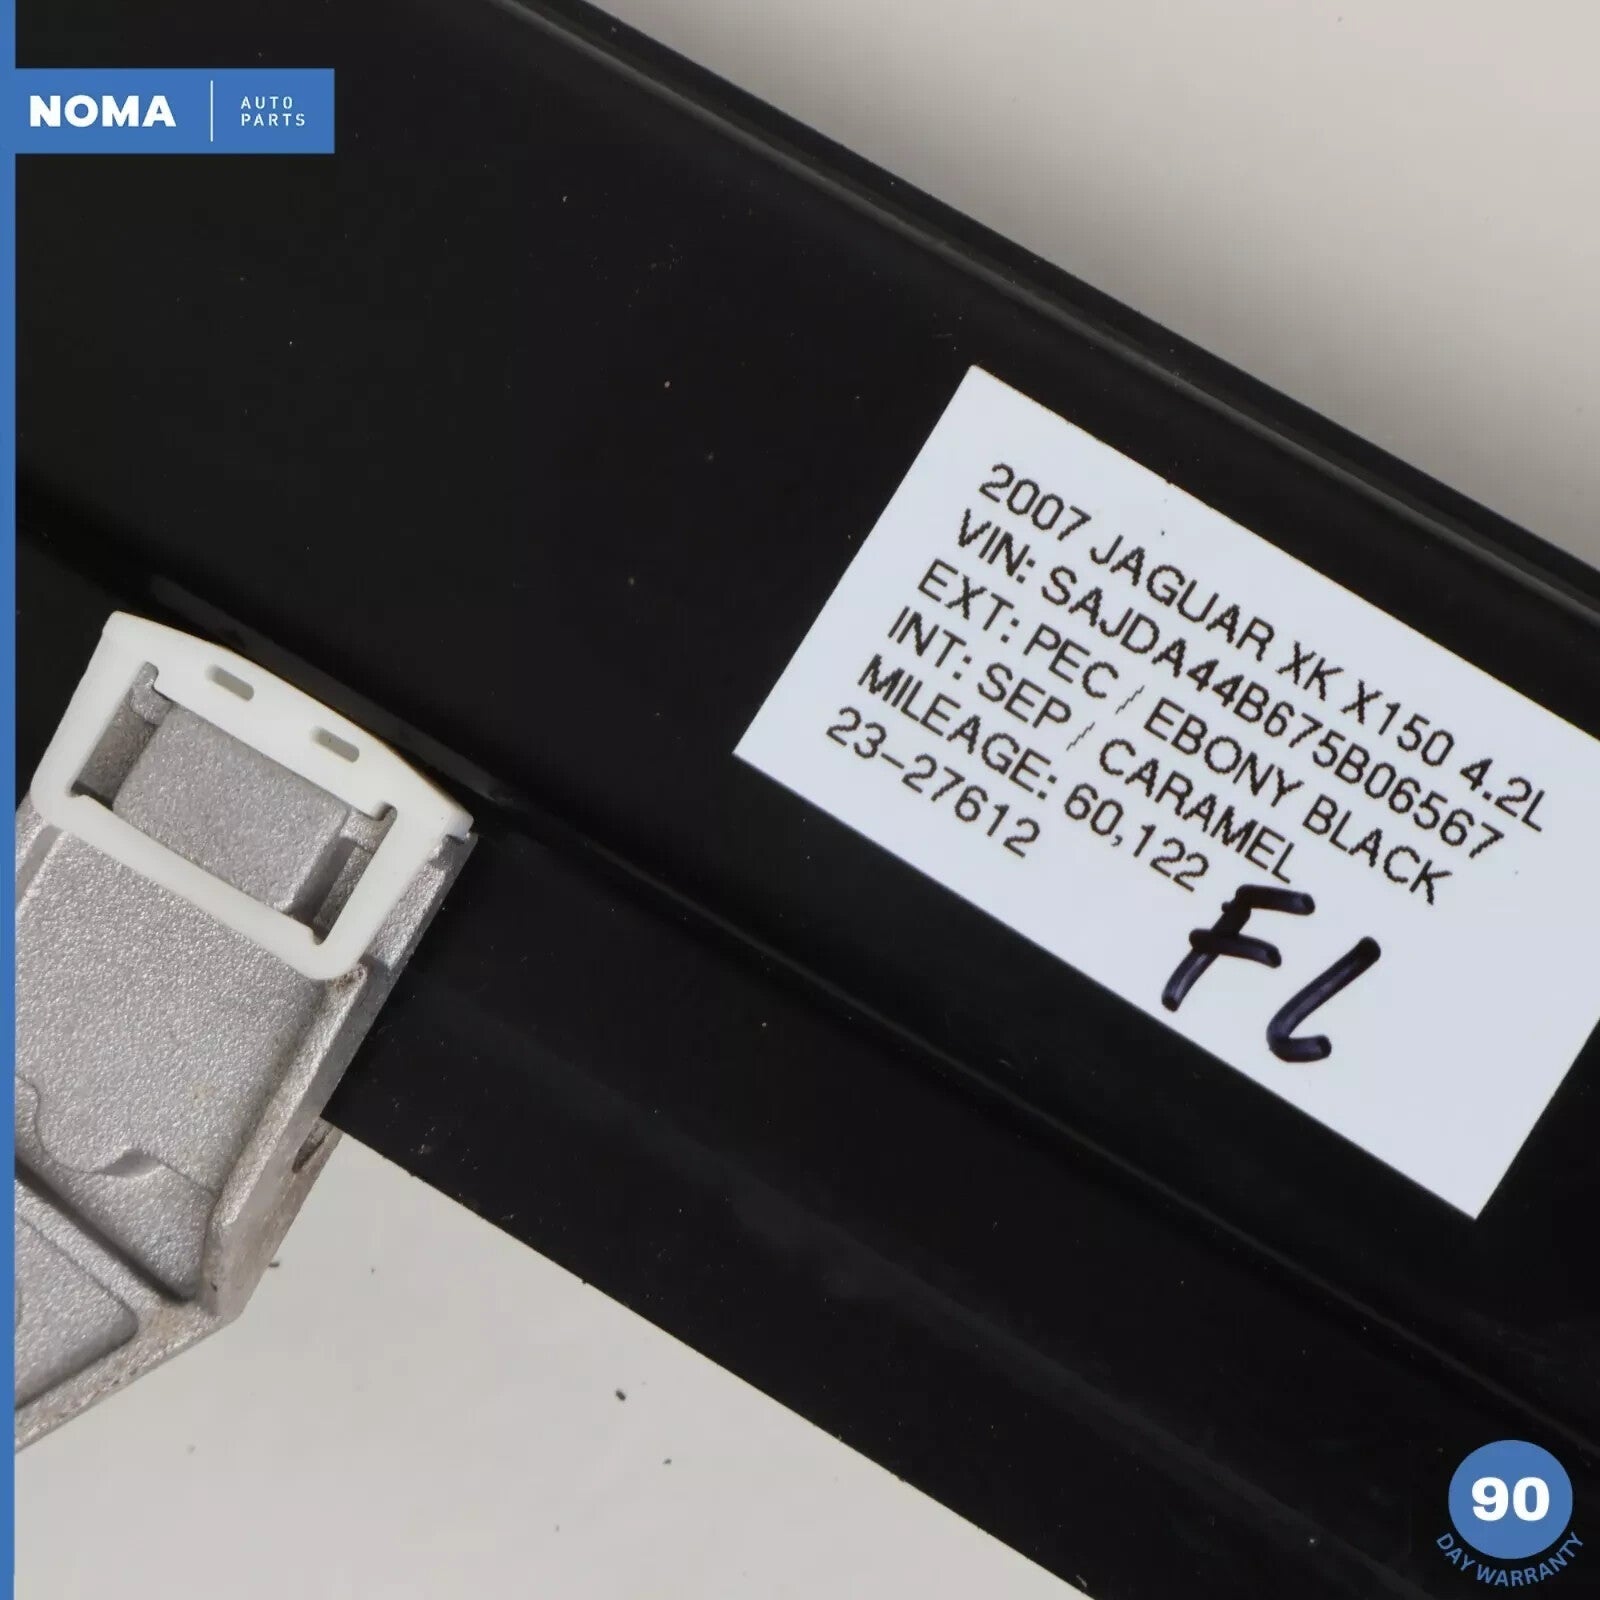 NOMA
AUTO
PARTS
2007 JAGUAR XK X150 4.2L
VIN: SAJDA44B675B06567
EXT: PEC / EBONY BLACK
INT: SEP / CARAMEL
MILEAGE: 60,122
23-27612
FL
90
DAY WARRANTY